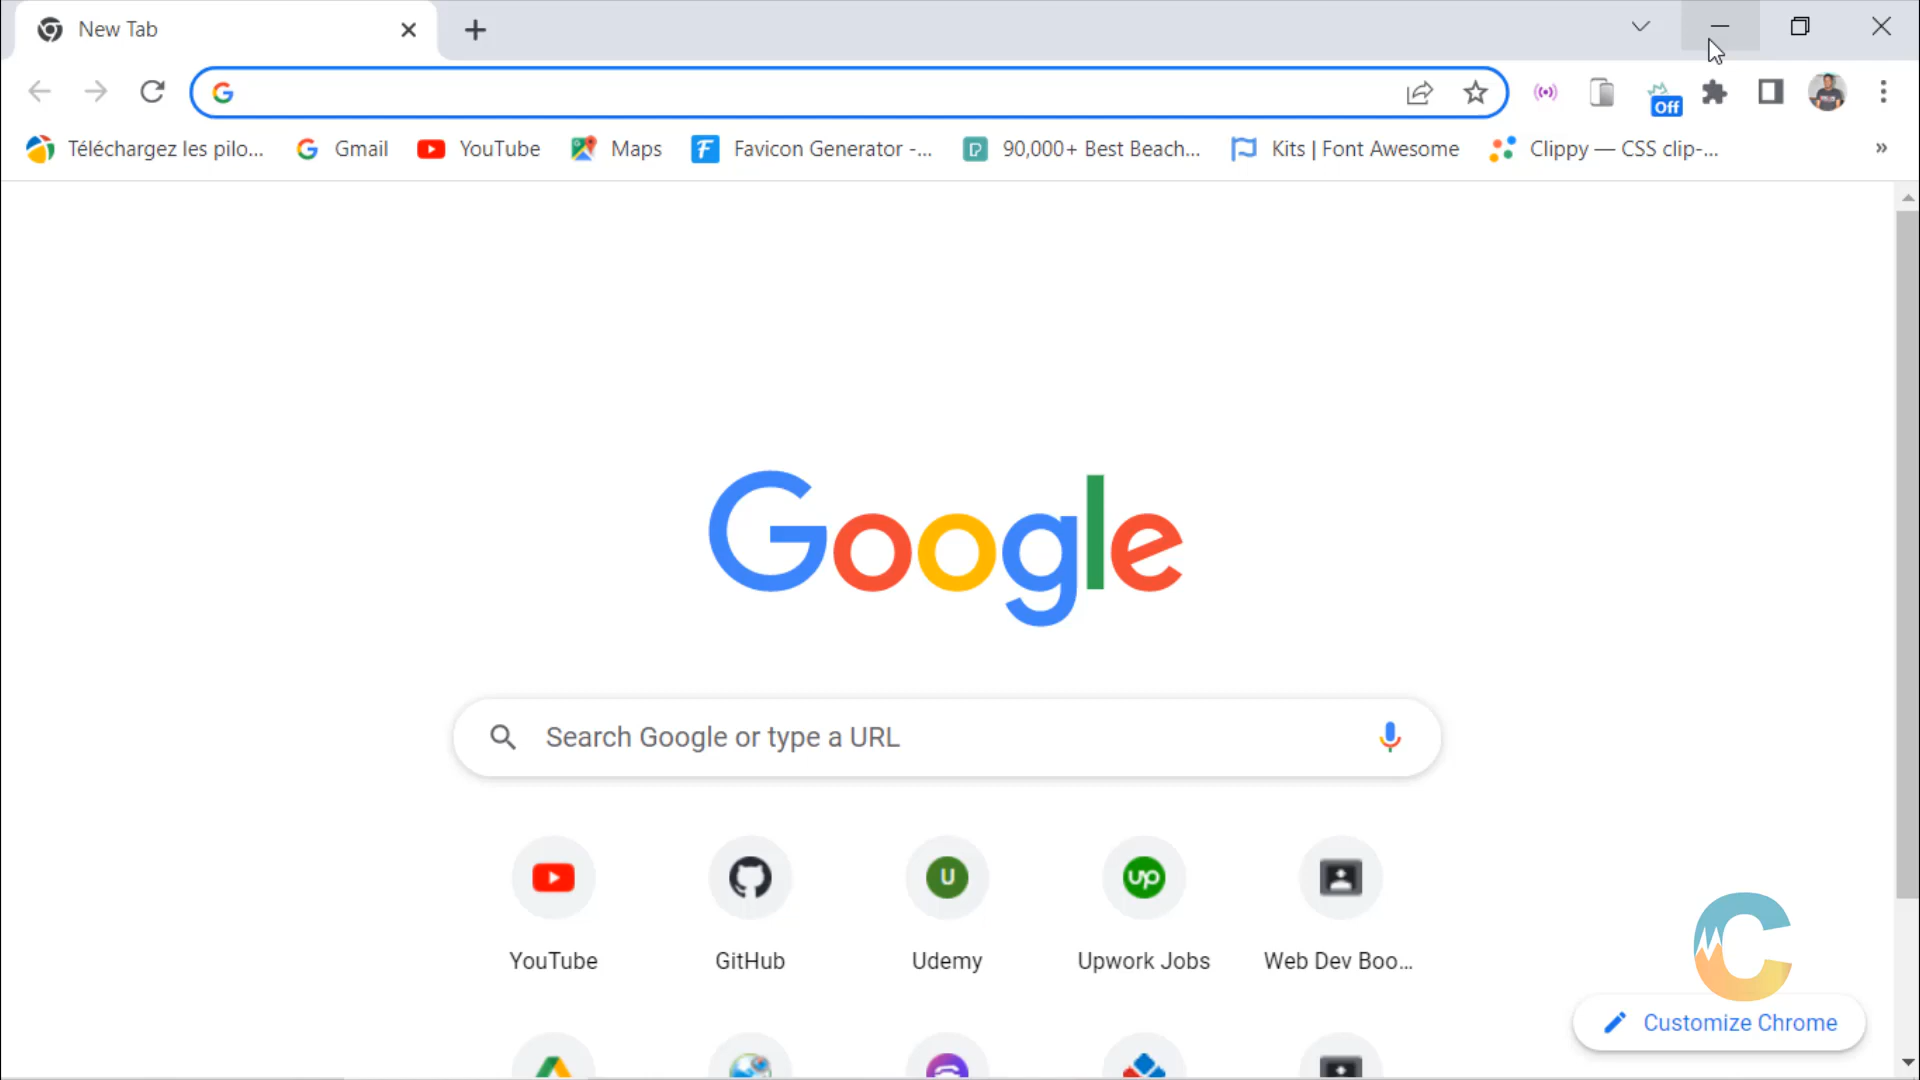 New Tab
Off
Téléchargez les pilo...
Gmail
YouTube
Maps
F
Favicon Generator -...
90,000+ Best Beach...
Kits | Font Awesome
Clippy — CSS clip-...
»
Google
Search Google or type a URL
U
up
YouTube
GitHub
Udemy
Upwork Jobs
Web Dev Boo...
C
Customize Chrome